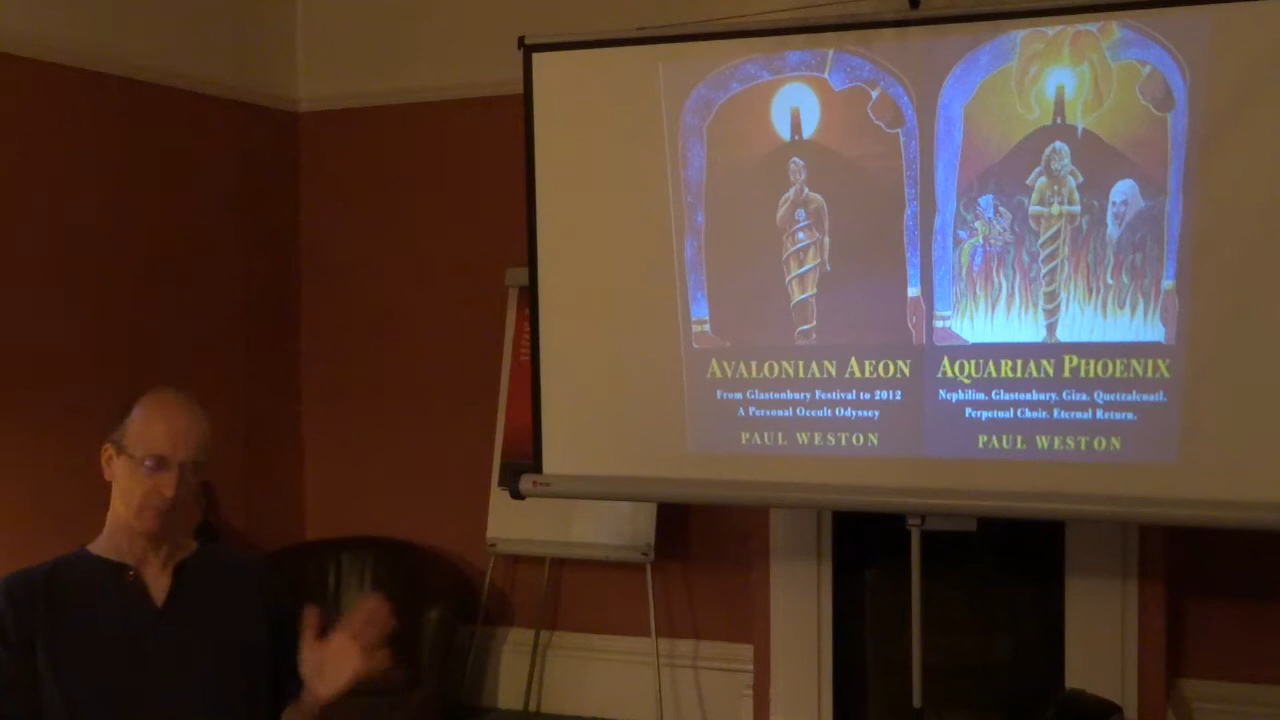 AVALONIAN AEON
From Glastonbury Festival to 2012
A Personal Occult Odyssey
PAUL WESTON
AQUARIAN PHOENIX
Nephilim. Glastonbury. Giza. Quetzalcoatl.
Perpetual Choir. Eternal Return.
PAUL WESTON